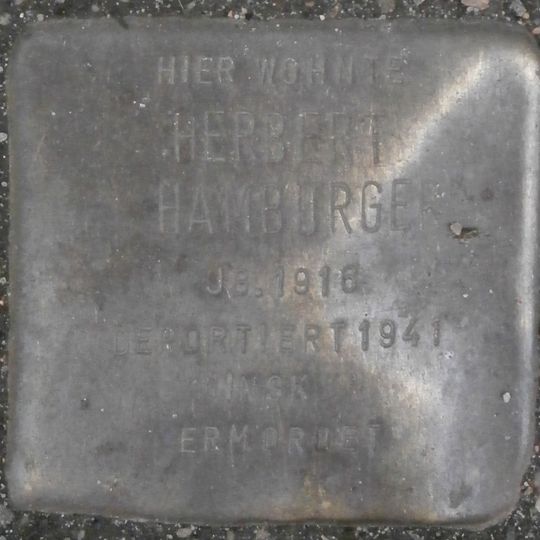 HIER WOHNTE
HERBERT
HAMBURGER
JG. 1916
DEPORTIERT 1941
MINSK
ERMORDET